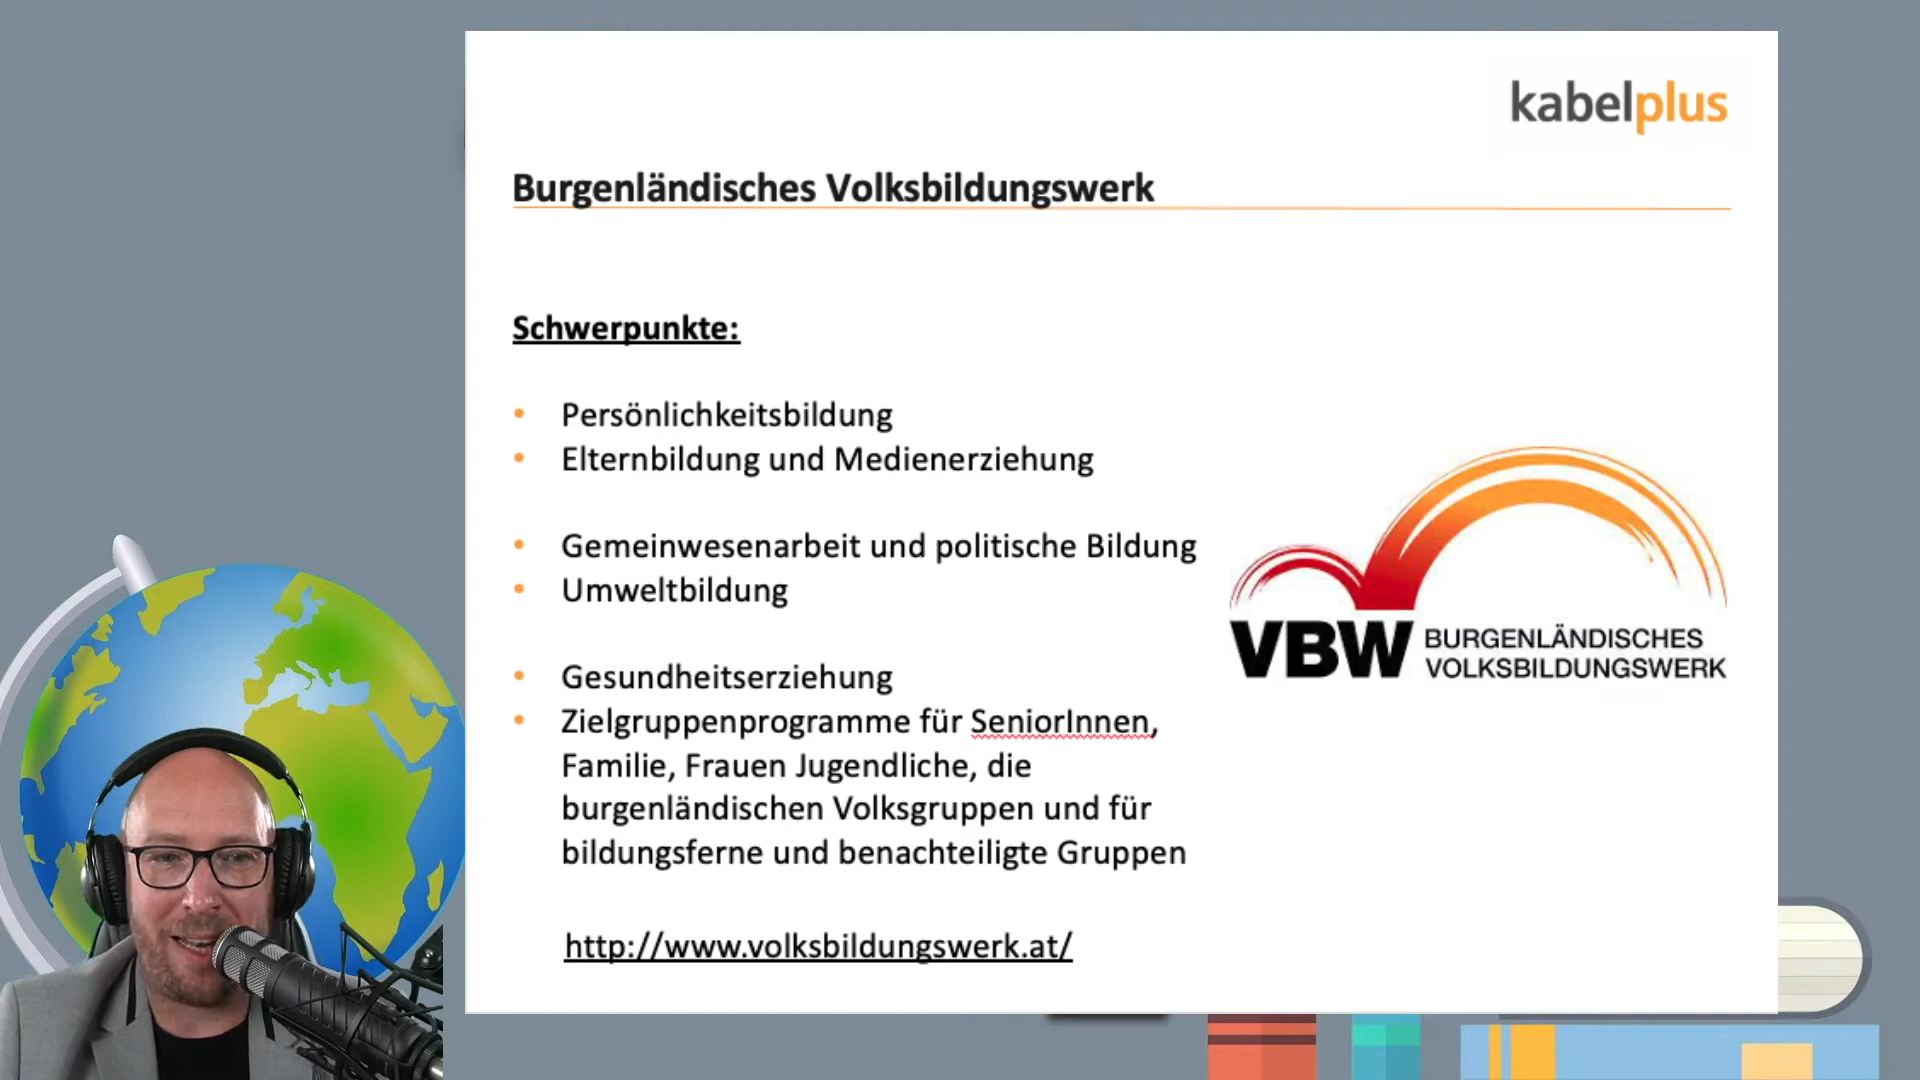 kabelplus
Burgenländisches Volksbildungswerk
Schwerpunkte:
• Persönlichkeitsbildung
• Elternbildung und Medienerziehung
• Gemeinwesenarbeit und politische Bildung
• Umweltbildung
• Gesundheitserziehung
• Zielgruppenprogramme für SeniorInnen,
Familie, Frauen Jugendliche, die
burgenländischen Volksgruppen und für
bildungsferne und benachteiligte Gruppen
http://www.volksbildungswerk.at/
VBW BURGENLÄNDISCHES
VOLKSBILDUNGSWERK